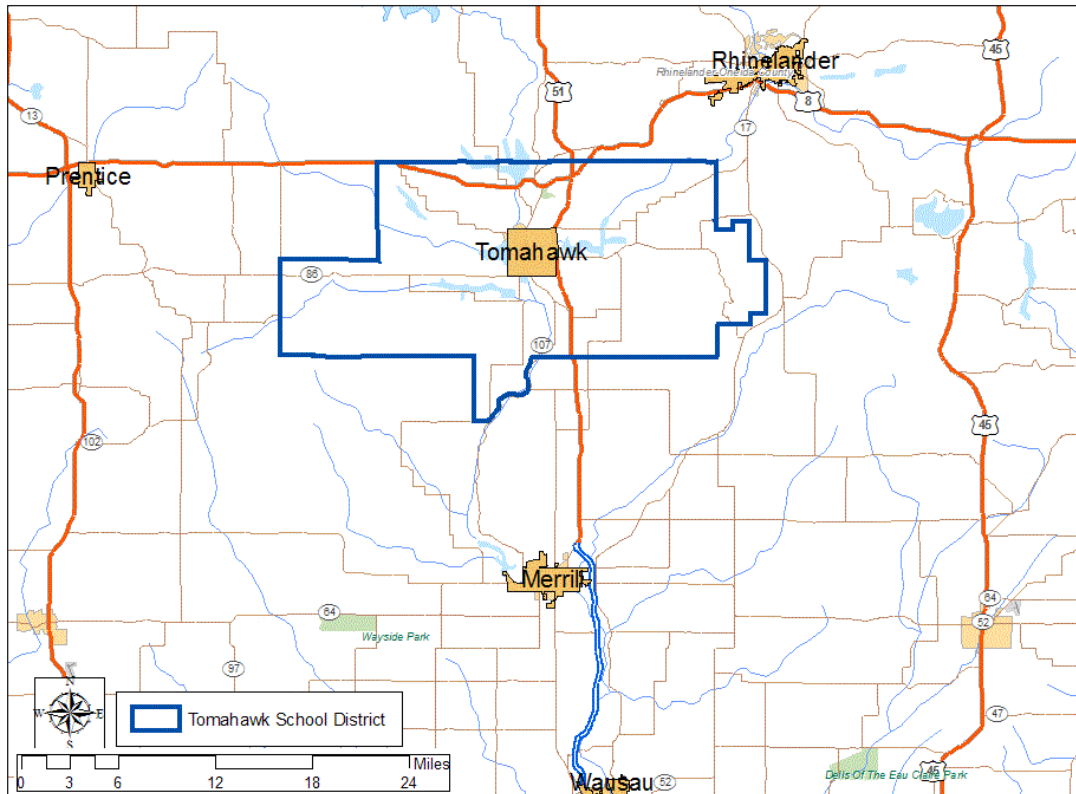 45
Rhinelander
Rhinelander-Oneida County
51
8
13
17
Prentice
Tomahawk
86
107
45
102
Merrill
64
64
52
Wayside Park
97
N
W
E
S
Tomahawk School District
47
Miles
0
3
6
12
18
24
45
Dells Of The Eau Claire Park
Wausau
52